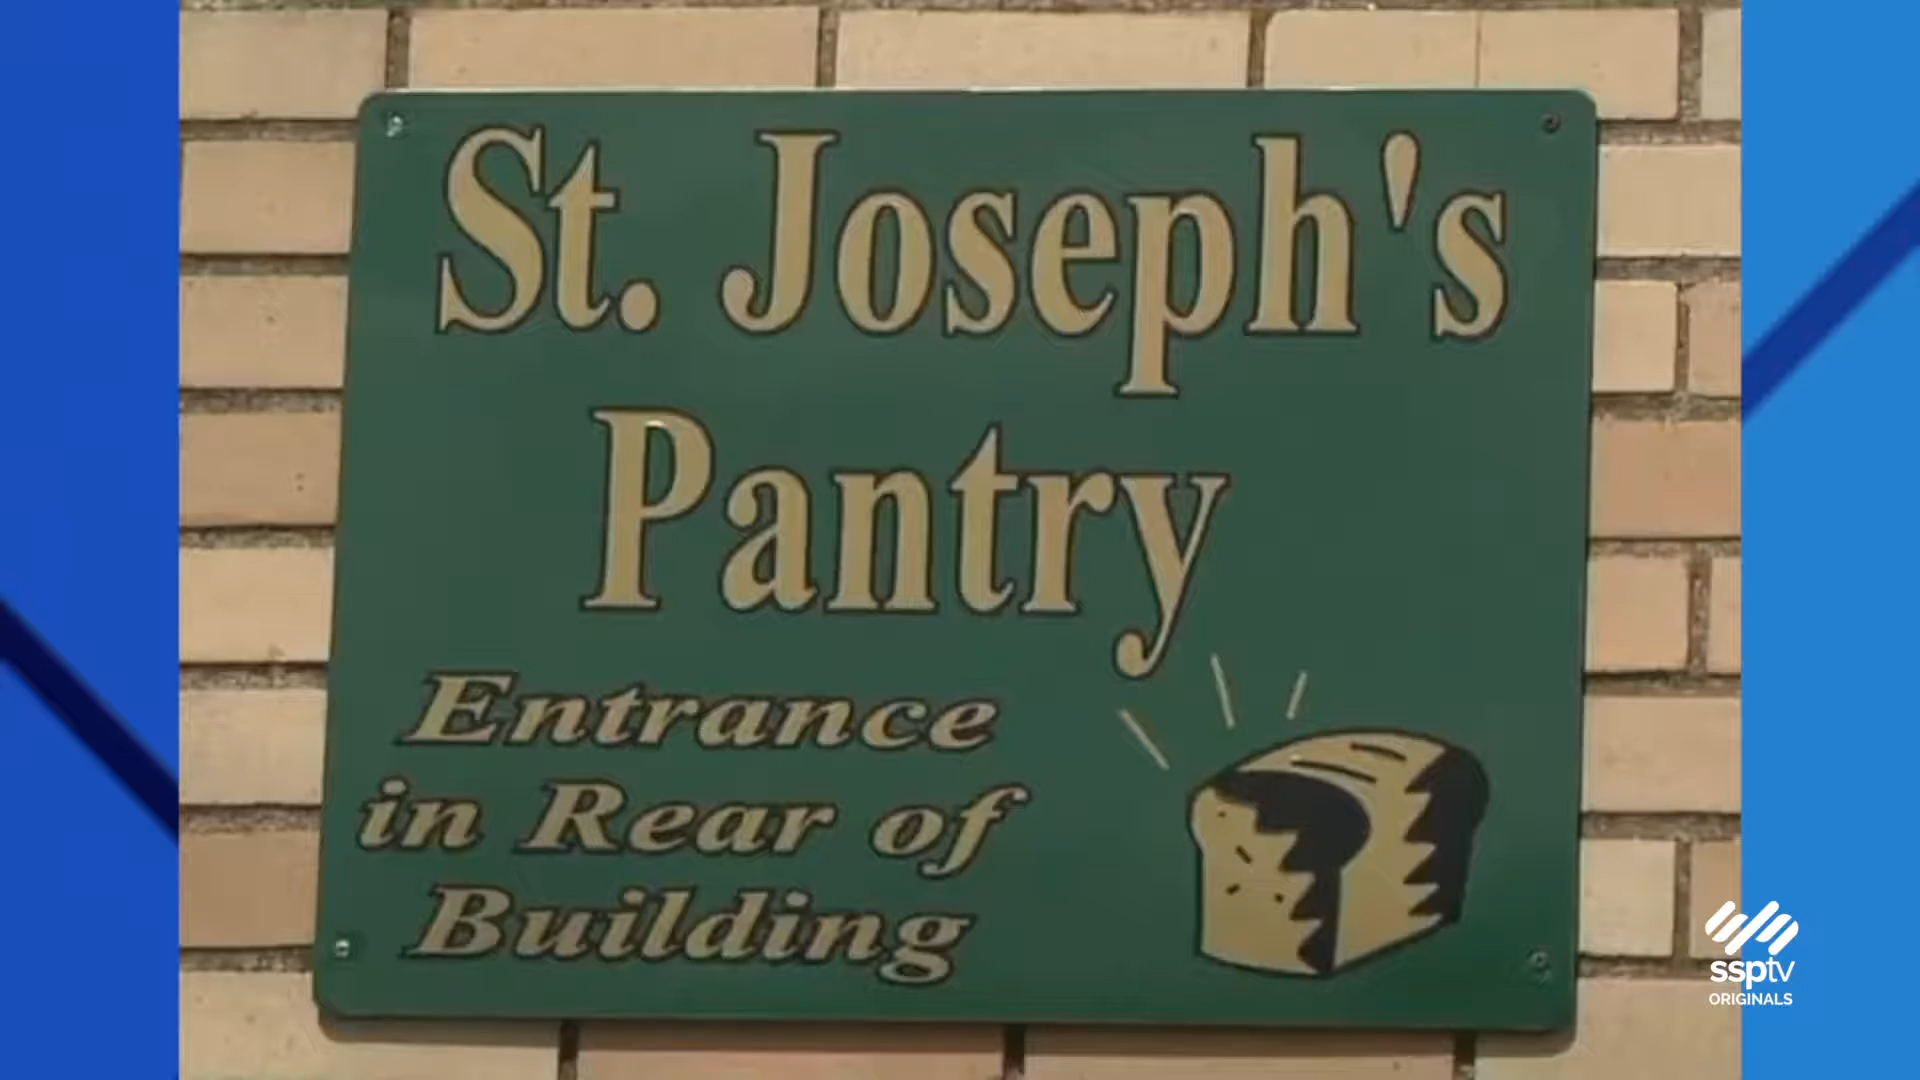 St. Joseph's
Pantry
Entrance
in Rear of
Building
ssptv
ORIGINALS